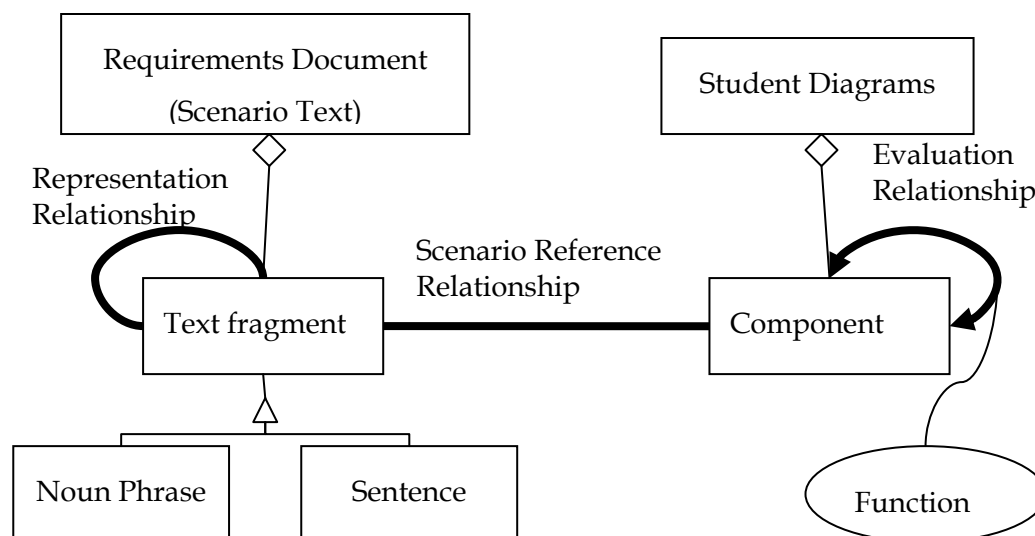 Requirements Document
(Scenario Text)
Student Diagrams
Representation
Relationship
Evaluation
Relationship
Scenario Reference
Relationship
Text fragment
Component
Noun Phrase
Sentence
Function